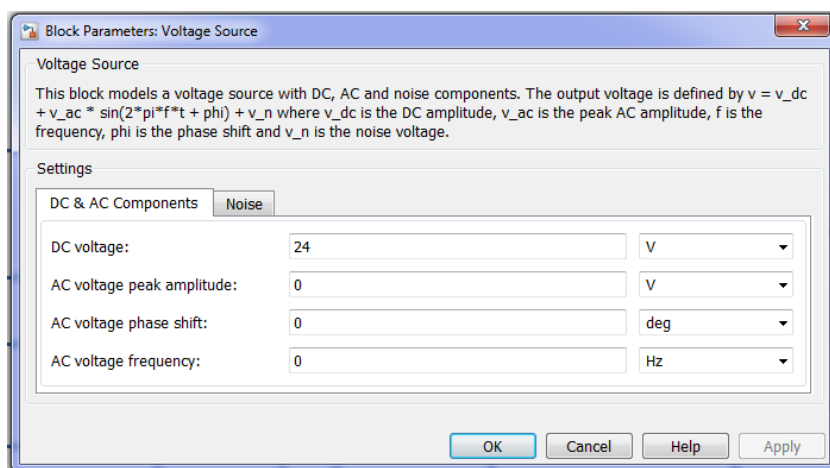 Block Parameters: Voltage Source
Voltage Source
This block models a voltage source with DC, AC and noise components. The output voltage is defined by v = v_dc
+ v_ac * sin(2*pi*f*t + phi) + v_n where v_dc is the DC amplitude, v_ac is the peak AC amplitude, f is the
frequency, phi is the phase shift and v_n is the noise voltage.
Settings
DC & AC Components Noise
DC voltage: 24 V
AC voltage peak amplitude: 0 V
AC voltage phase shift: 0 deg
AC voltage frequency: 0 Hz
OK Cancel Help Apply